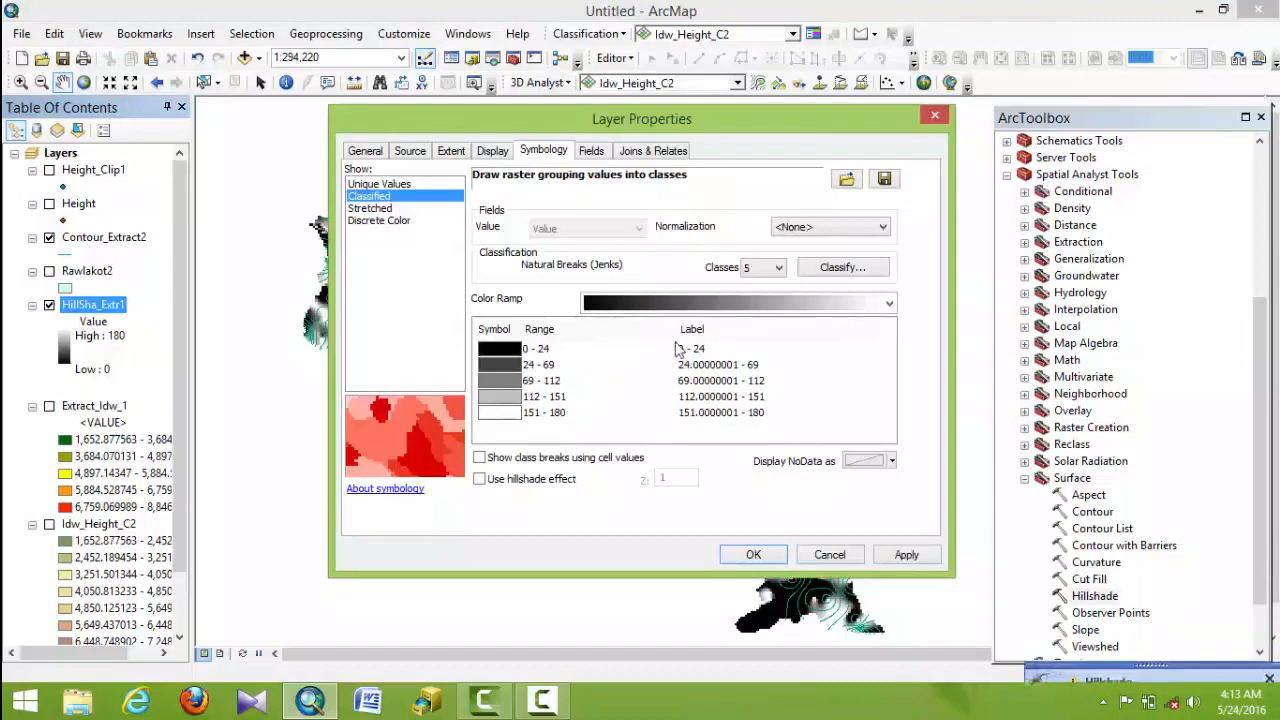 Untitled - ArcMap
File Edit View Bookmarks Insert Selection Geoprocessing Customize Windows Help Classification Idw_Height_C2
1:294,220 Editor
3D Analyst Idw_Height_C2
Table Of Contents
Layers
Height_Clip1
Height
Contour_Extract2
Rawlakot2
HillSha_Extr1
Value
High : 180
Low : 0
Extract_Idw_1
<VALUE>
1,652.877563 - 3,684
3,684.070181 - 4,897
4,897.14347 - 5,884.
5,884.528745 - 6,759
6,759.069989 - 8,846
Idw_Height_C2
1,652.877563 - 2,452
2,452.189454 - 3,251
3,251.501344 - 4,050
4,050.813233 - 4,850
4,850.125123 - 5,649
5,649.437013 - 6,448
6,448.748902 - 7,248
Layer Properties
General Source Extent Display Symbology Fields Joins & Relates
Show:
Unique Values
Classified
Stretched
Discrete Color
About symbology
Draw raster grouping values into classes
Fields
Value Value Normalization <None>
Classification
Natural Breaks (Jenks) Classes 5 Classify...
Color Ramp
Symbol Range Label
0 - 24 - 24
24 - 69 24.00000001 - 69
69 - 112 69.00000001 - 112
112 - 151 112.0000001 - 151
151 - 180 151.0000001 - 180
Show class breaks using cell values Display NoData as
Use hillshade effect Z: 1
OK Cancel Apply
ArcToolbox
Schematics Tools
Server Tools
Spatial Analyst Tools
Conditional
Density
Distance
Extraction
Generalization
Groundwater
Hydrology
Interpolation
Local
Map Algebra
Math
Multivariate
Neighborhood
Overlay
Raster Creation
Reclass
Solar Radiation
Surface
Aspect
Contour
Contour List
Contour with Barriers
Curvature
Cut Fill
Hillshade
Observer Points
Slope
Viewshed
Hillshade
4:13 AM
5/24/2016